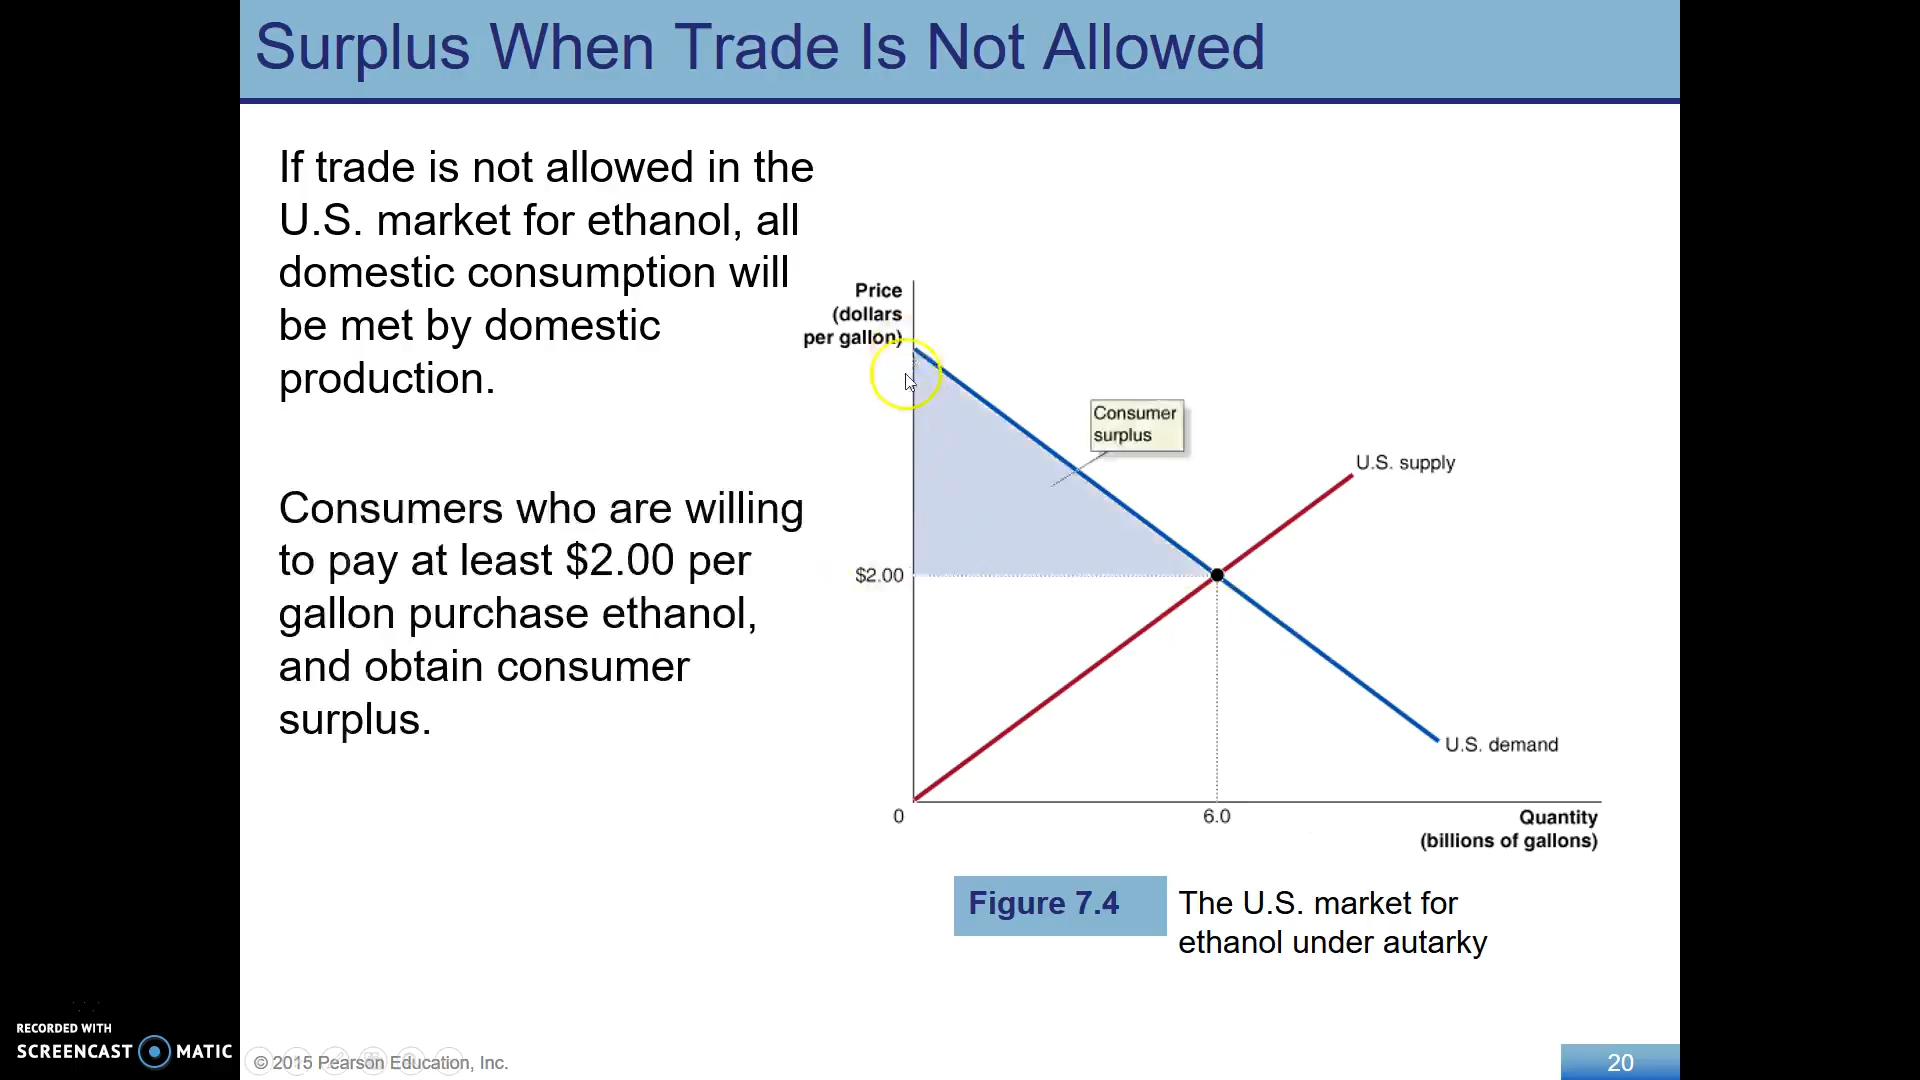 Surplus When Trade Is Not Allowed
If trade is not allowed in the
U.S. market for ethanol, all
domestic consumption will
be met by domestic
production.
Consumers who are willing
to pay at least $2.00 per
gallon purchase ethanol,
and obtain consumer
surplus.
Price
(dollars
per gallon)
Consumer
surplus
U.S. supply
$2.00
U.S. demand
0
6.0
Quantity
(billions of gallons)
Figure 7.4
The U.S. market for
ethanol under autarky
RECORDED WITH
SCREENCAST MATIC
© 2015 Pearson Education, Inc.
20